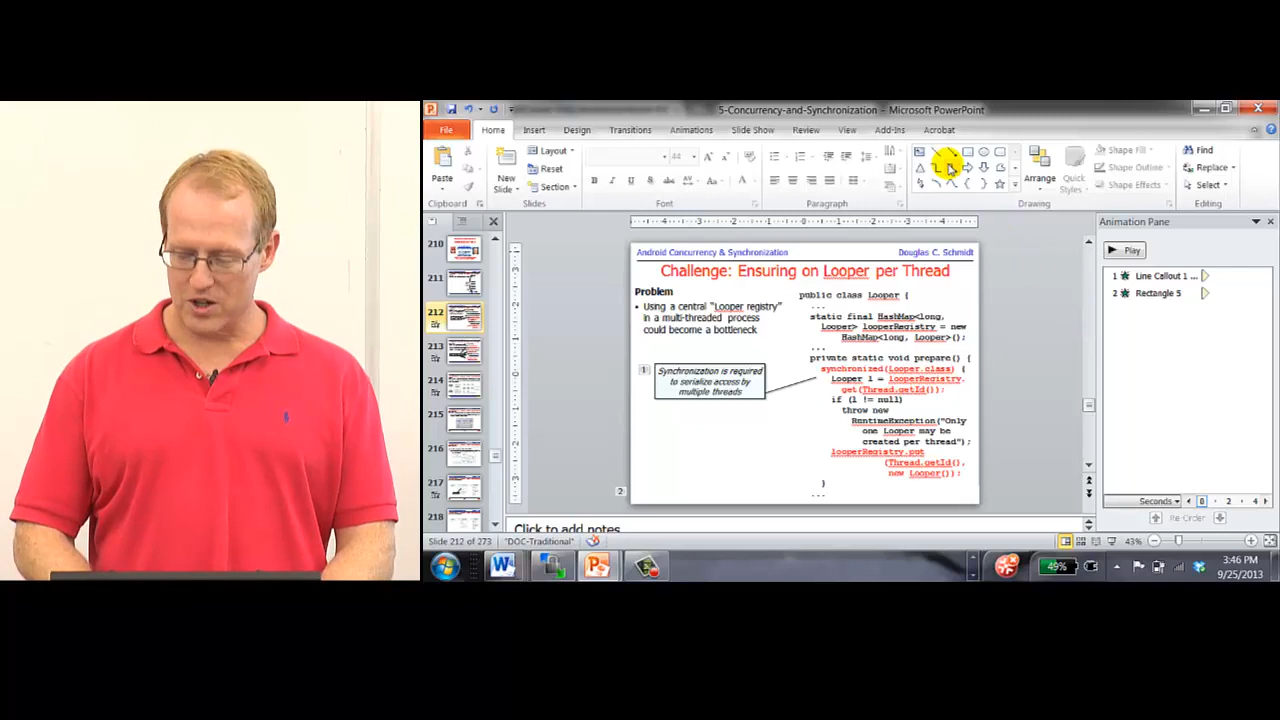 5-Concurrency-and-Synchronization - Microsoft PowerPoint
File Home Insert Design Transitions Animations Slide Show Review View Add-Ins Acrobat
Paste
New
Slide
Layout
Reset
Section
44
Arrange
Quick
Styles
Shape Fill
Shape Outline
Shape Effects
Find
Replace
Select
Clipboard Slides Font Paragraph Drawing Editing
210
211
212
213
214
215
216
217
218
Android Concurrency & Synchronization Douglas C. Schmidt
Challenge: Ensuring on Looper per Thread
Problem
• Using a central "Looper registry"
in a multi-threaded process
could become a bottleneck
1
Synchronization is required
to serialize access by
multiple threads
public class Looper {
...
static final HashMap<long,
Looper> looperRegistry = new
HashMap<long, Looper>();
...
private static void prepare() {
synchronized(Looper.class) {
Looper l = looperRegistry.
get(Thread.getId());
if (l != null)
throw new
RuntimeException("Only
one Looper may be
created per thread");
looperRegistry.put
(Thread.getId(),
new Looper());
}
...
2
Click to add notes
Animation Pane
Play
1 Line Callout 1 ...
2 Rectangle 5
Seconds 0 2 4
Re-Order
Slide 212 of 273 "DOC-Traditional" 43%
49%
3:46 PM
9/25/2013